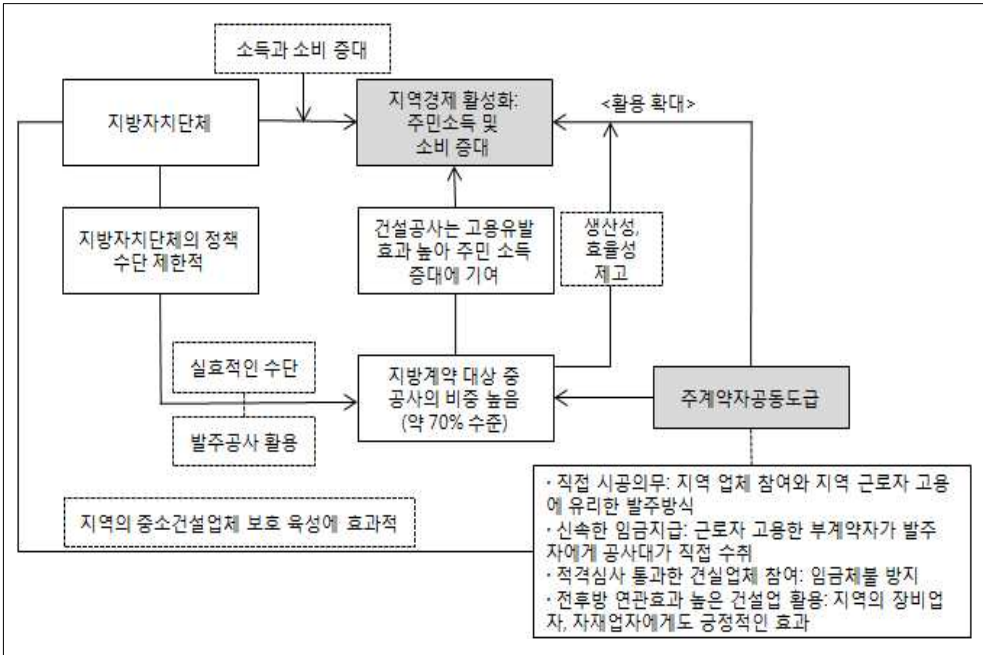 소득과 소비 증대
지방자치단체
지역경제 활성화:
주민소득 및
소비 증대
<활용 확대>
지방자치단체의 정책
수단 제한적
건설공사는 고용유발
효과 높아 주민 소득
증대에 기여
생산성,
효율성
제고
실효적인 수단
발주공사 활용
지방계약 대상 중
공사의 비중 높음
(약 70% 수준)
주계약자공동도급
지역의 중소건설업체 보호 육성에 효과적
· 직접 시공의무: 지역 업체 참여와 지역 근로자 고용
에 유리한 발주방식
· 신속한 임금지급: 근로자 고용한 부계약자가 발주
자에게 공사대가 직접 수취
· 적격심사 통과한 견실업체 참여: 임금체불 방지
· 전후방 연관효과 높은 건설업 활용: 지역의 장비업
자, 자재업자에게도 긍정적인 효과